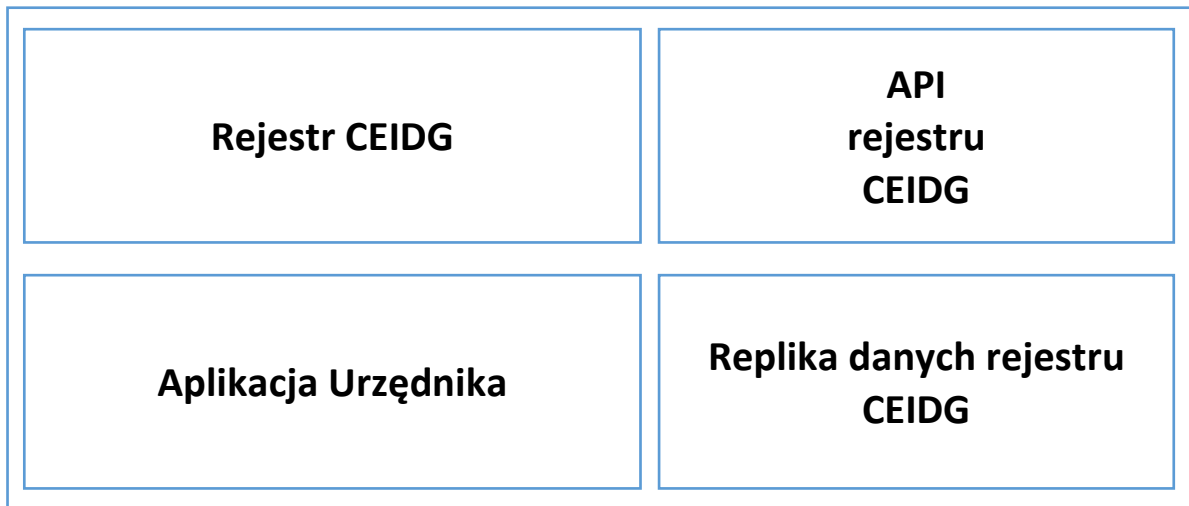 Rejestr CEIDG
API
rejestru
CEIDG
Aplikacja Urzędnika
Replika danych rejestru
CEIDG